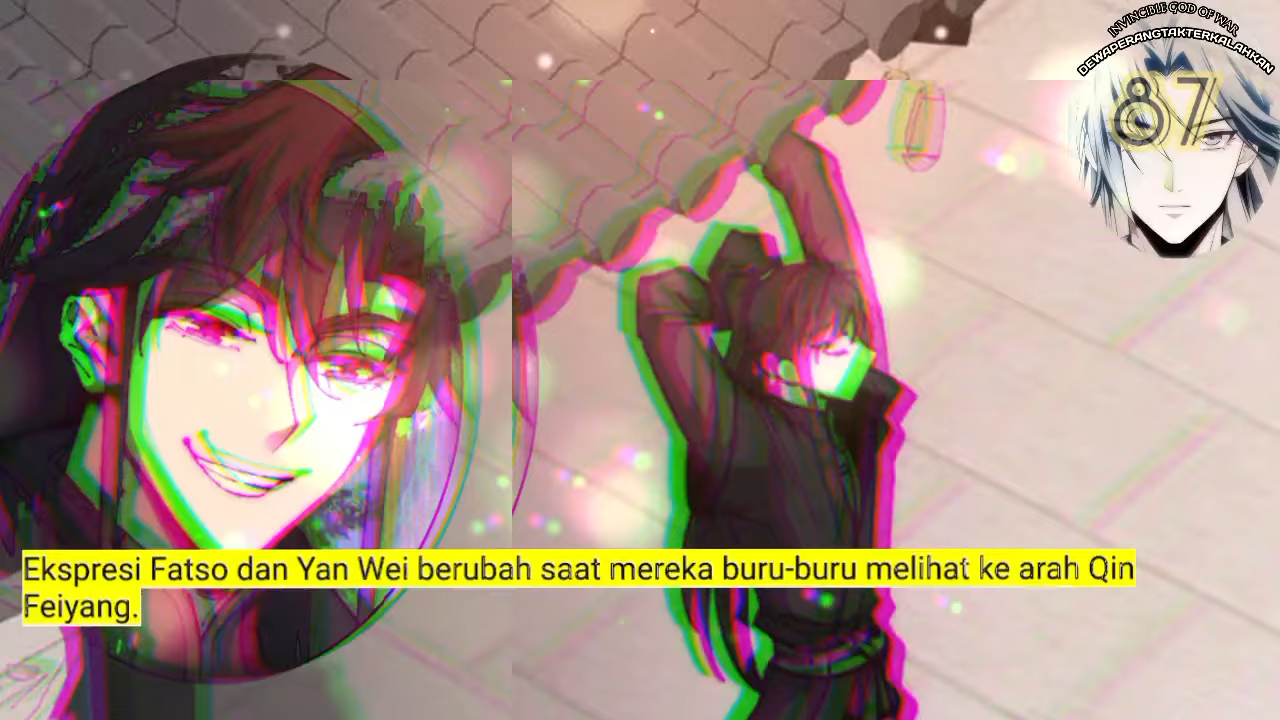 INVINCIBLE GOD OF WAR
DEWAPERANGTAKTERKALAHKAN
87
Ekspresi Fatso dan Yan Wei berubah saat mereka buru-buru melihat ke arah Qin
Feiyang.